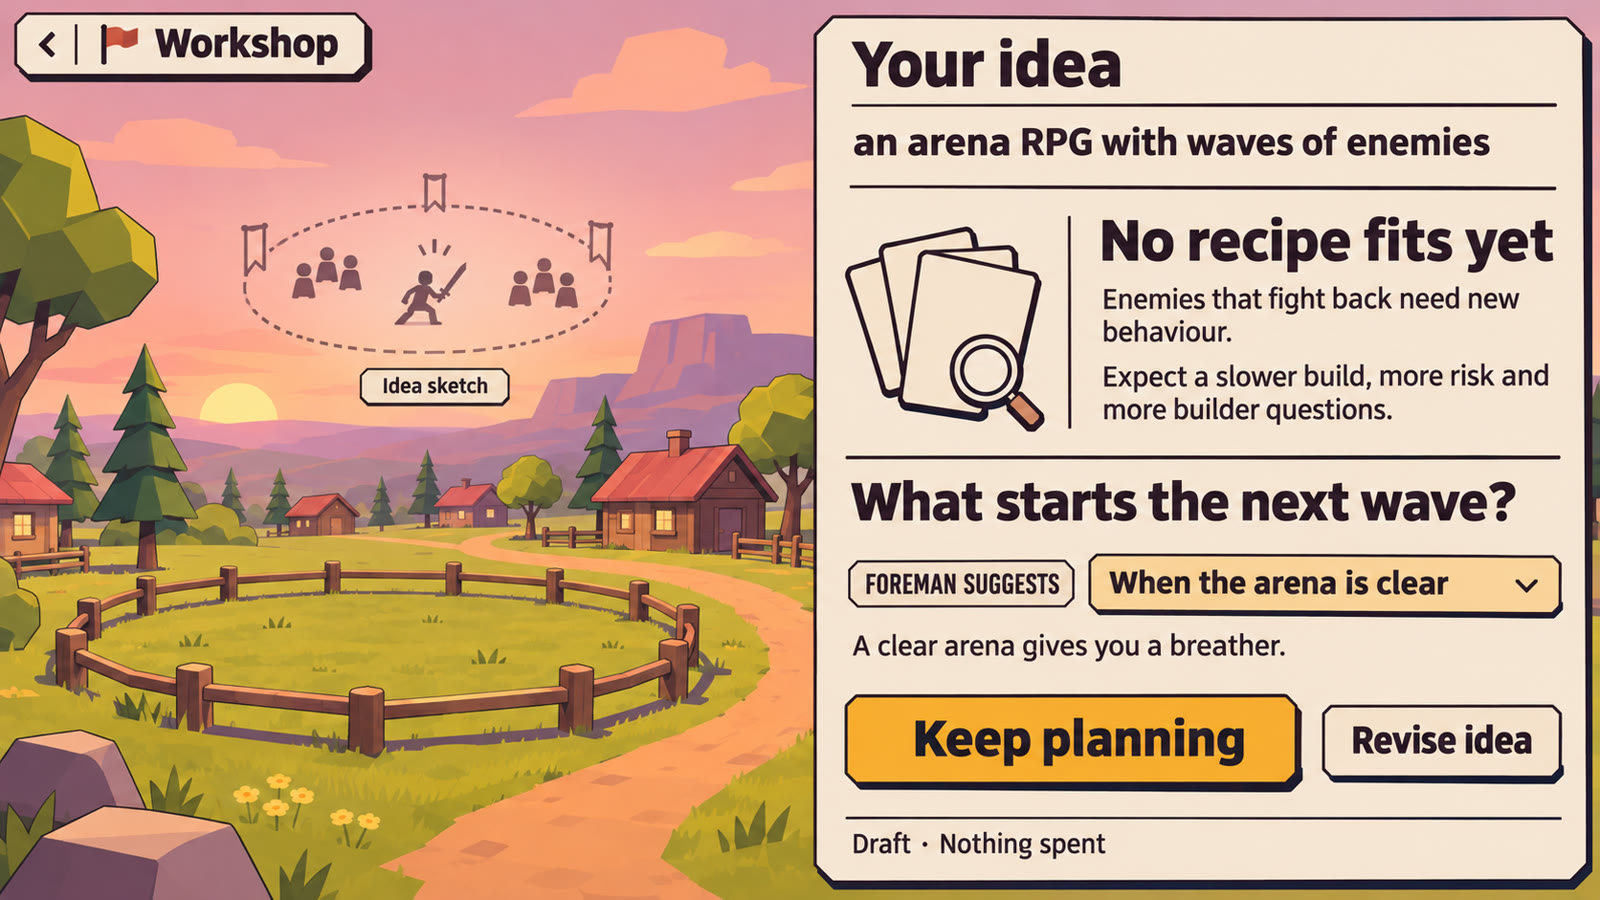 Workshop
Idea sketch
Your idea
an arena RPG with waves of enemies
No recipe fits yet
Enemies that fight back need new
behaviour.
Expect a slower build, more risk and
more builder questions.
What starts the next wave?
FOREMAN SUGGESTS
When the arena is clear
A clear arena gives you a breather.
Keep planning
Revise idea
Draft · Nothing spent